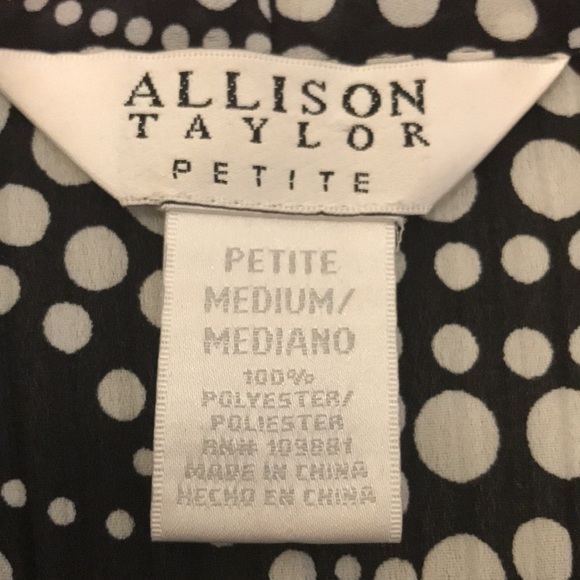 ALLISON
TAYLOR
PETITE
PETITE
MEDIUM/
MEDIANO
100%
POLYESTER/
POLIESTER
RN# 109881
MADE IN CHINA
HECHO EN CHINA